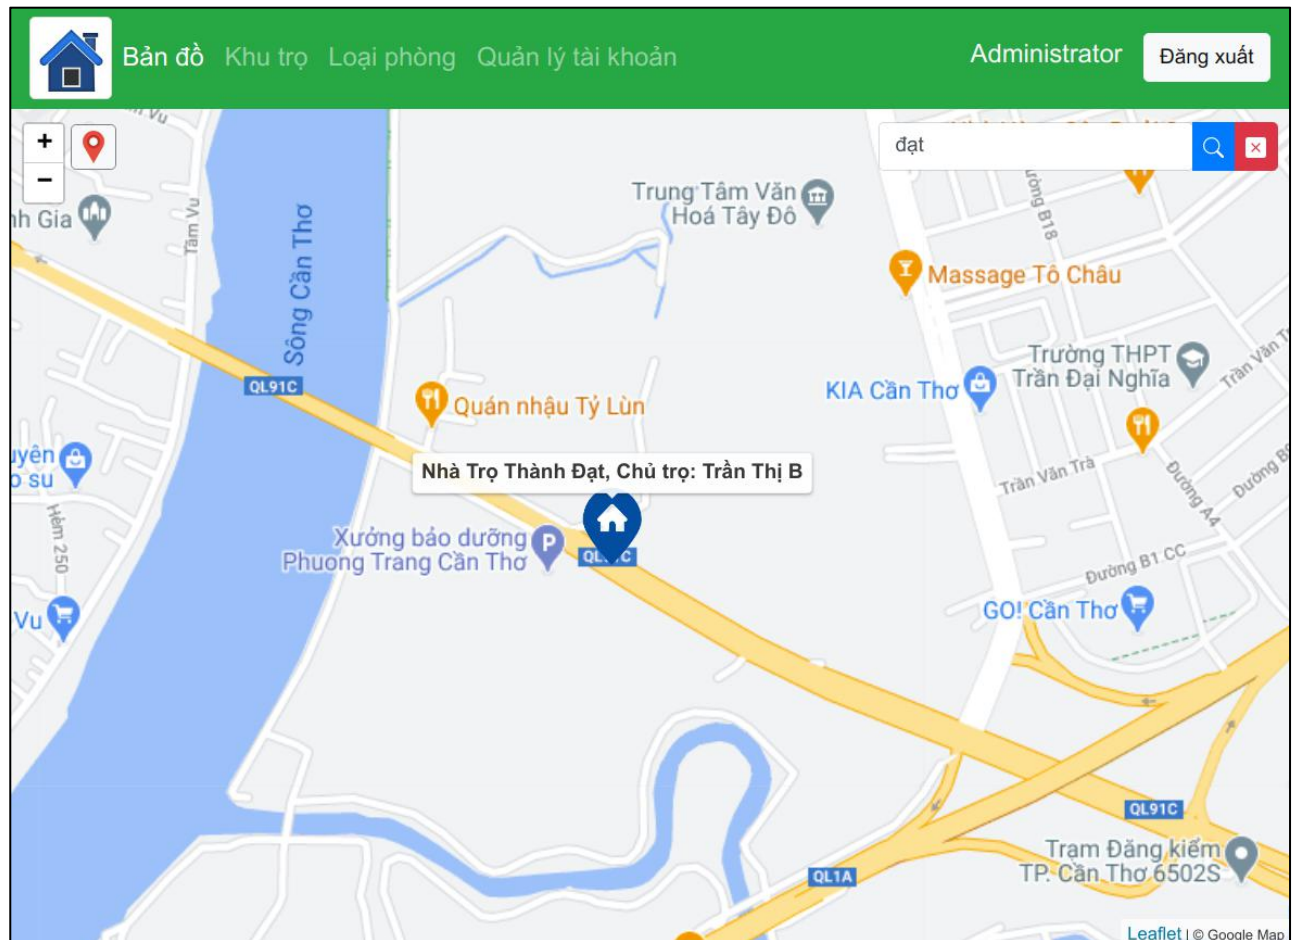 Bản đồ Khu trọ Loại phòng Quản lý tài khoản Administrator Đăng xuất
+
−
đạt
Tầm Vu
Trung Tâm Văn
Hoá Tây Đô
Đường B18
Sông Cần Thơ
Massage Tô Châu
Trường THPT
Trần Đại Nghĩa
QL91C
KIA Cần Thơ
Quán nhậu Tỷ Lùn
Nhà Trọ Thành Đạt, Chủ trọ: Trần Thị B
Trần Văn Trà
Đường A4
Hẻm 250
Xưởng bảo dưỡng
Phuong Trang Cần Thơ
P
Đường B1 CC
GO! Cần Thơ
QL91C
Trạm Đăng kiểm
TP. Cần Thơ 6502S
QL1A
Leaflet | © Google Map